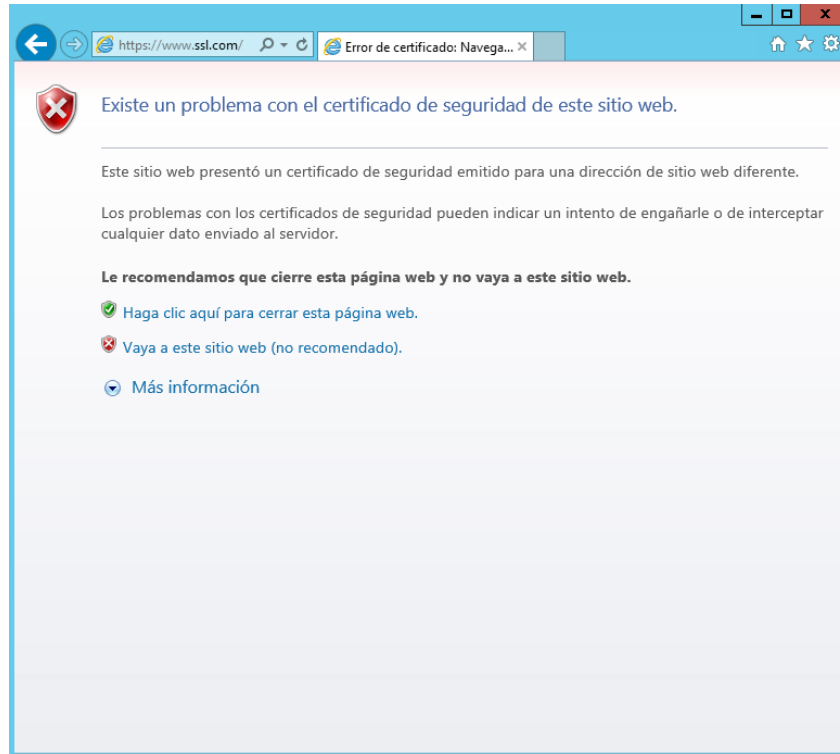 https://www.ssl.com/
Error de certificado: Navega...
Existe un problema con el certificado de seguridad de este sitio web.
Este sitio web presentó un certificado de seguridad emitido para una dirección de sitio web diferente.
Los problemas con los certificados de seguridad pueden indicar un intento de engañarle o de interceptar
cualquier dato enviado al servidor.
Le recomendamos que cierre esta página web y no vaya a este sitio web.
Haga clic aquí para cerrar esta página web.
Vaya a este sitio web (no recomendado).
Más información